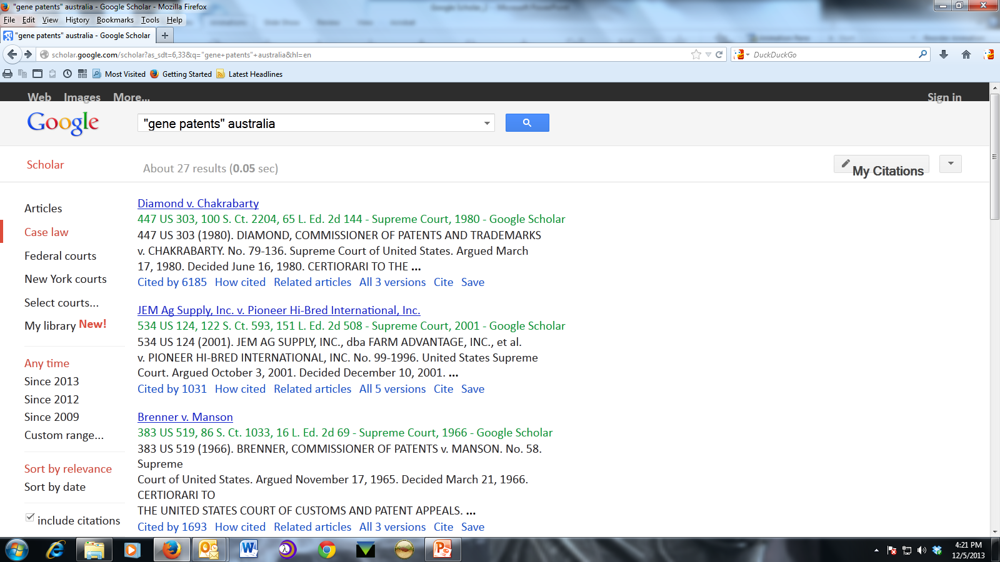 "gene patents" australia - Google Scholar - Mozilla Firefox
File Edit View History Bookmarks Tools Help
"gene patents" australia - Google Scholar
scholar.google.com/scholar?as_sdt=6,33&q="gene+patents"+australia&hl=en
DuckDuckGo
Most Visited Getting Started Latest Headlines
Web Images More... Sign in
Google
"gene patents" australia
Scholar
About 27 results (0.05 sec)
My Citations
Articles
Case law
Federal courts
New York courts
Select courts...
My library New!
Any time
Since 2013
Since 2012
Since 2009
Custom range...
Sort by relevance
Sort by date
include citations
Diamond v. Chakrabarty
447 US 303, 100 S. Ct. 2204, 65 L. Ed. 2d 144 - Supreme Court, 1980 - Google Scholar
447 US 303 (1980). DIAMOND, COMMISSIONER OF PATENTS AND TRADEMARKS
v. CHAKRABARTY. No. 79-136. Supreme Court of United States. Argued March
17, 1980. Decided June 16, 1980. CERTIORARI TO THE ...
Cited by 6185 How cited Related articles All 3 versions Cite Save
JEM Ag Supply, Inc. v. Pioneer Hi-Bred International, Inc.
534 US 124, 122 S. Ct. 593, 151 L. Ed. 2d 508 - Supreme Court, 2001 - Google Scholar
534 US 124 (2001). JEM AG SUPPLY, INC., dba FARM ADVANTAGE, INC., et al.
v. PIONEER HI-BRED INTERNATIONAL, INC. No. 99-1996. United States Supreme
Court. Argued October 3, 2001. Decided December 10, 2001. ...
Cited by 1031 How cited Related articles All 5 versions Cite Save
Brenner v. Manson
383 US 519, 86 S. Ct. 1033, 16 L. Ed. 2d 69 - Supreme Court, 1966 - Google Scholar
383 US 519 (1966). BRENNER, COMMISSIONER OF PATENTS v. MANSON. No. 58.
Supreme
Court of United States. Argued November 17, 1965. Decided March 21, 1966.
CERTIORARI TO
THE UNITED STATES COURT OF CUSTOMS AND PATENT APPEALS. ...
Cited by 1693 How cited Related articles All 3 versions Cite Save
4:21 PM
12/5/2013